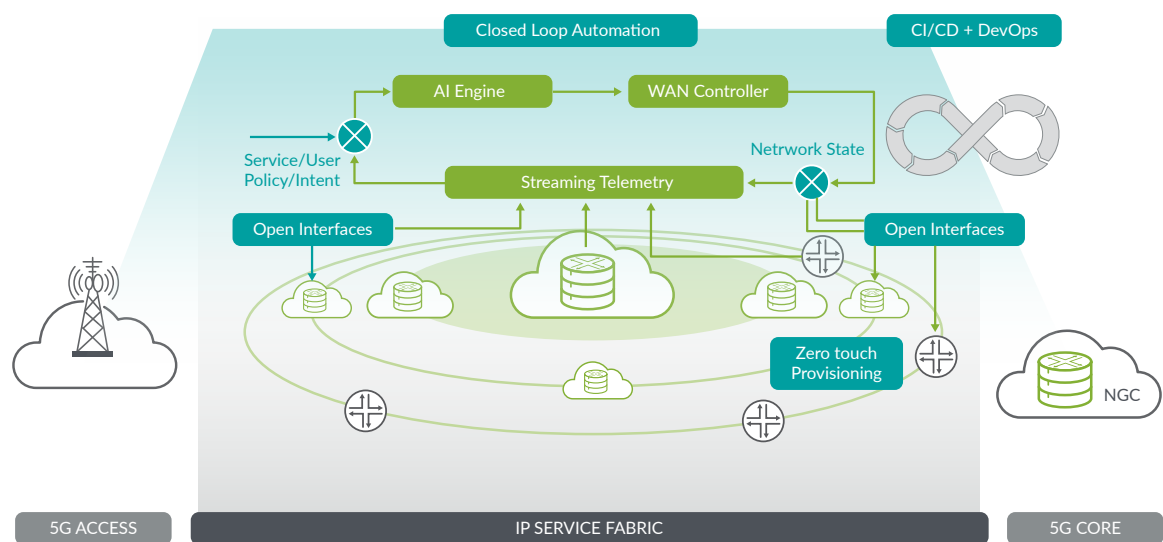 Closed Loop Automation
CI/CD + DevOps
AI Engine
WAN Controller
Service/User
Policy/Intent
Netrwork State
Streaming Telemetry
Open Interfaces
Open Interfaces
Zero touch
Provisioning
NGC
5G ACCESS
IP SERVICE FABRIC
5G CORE